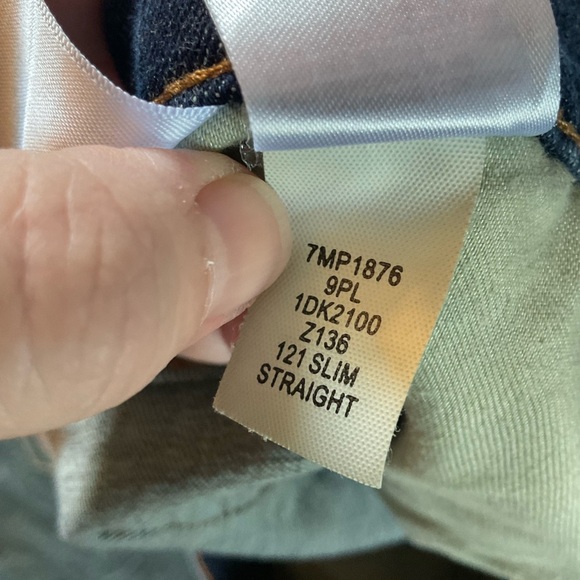 7MP1876
9PL
1DK2100
Z136
121 SLIM
STRAIGHT